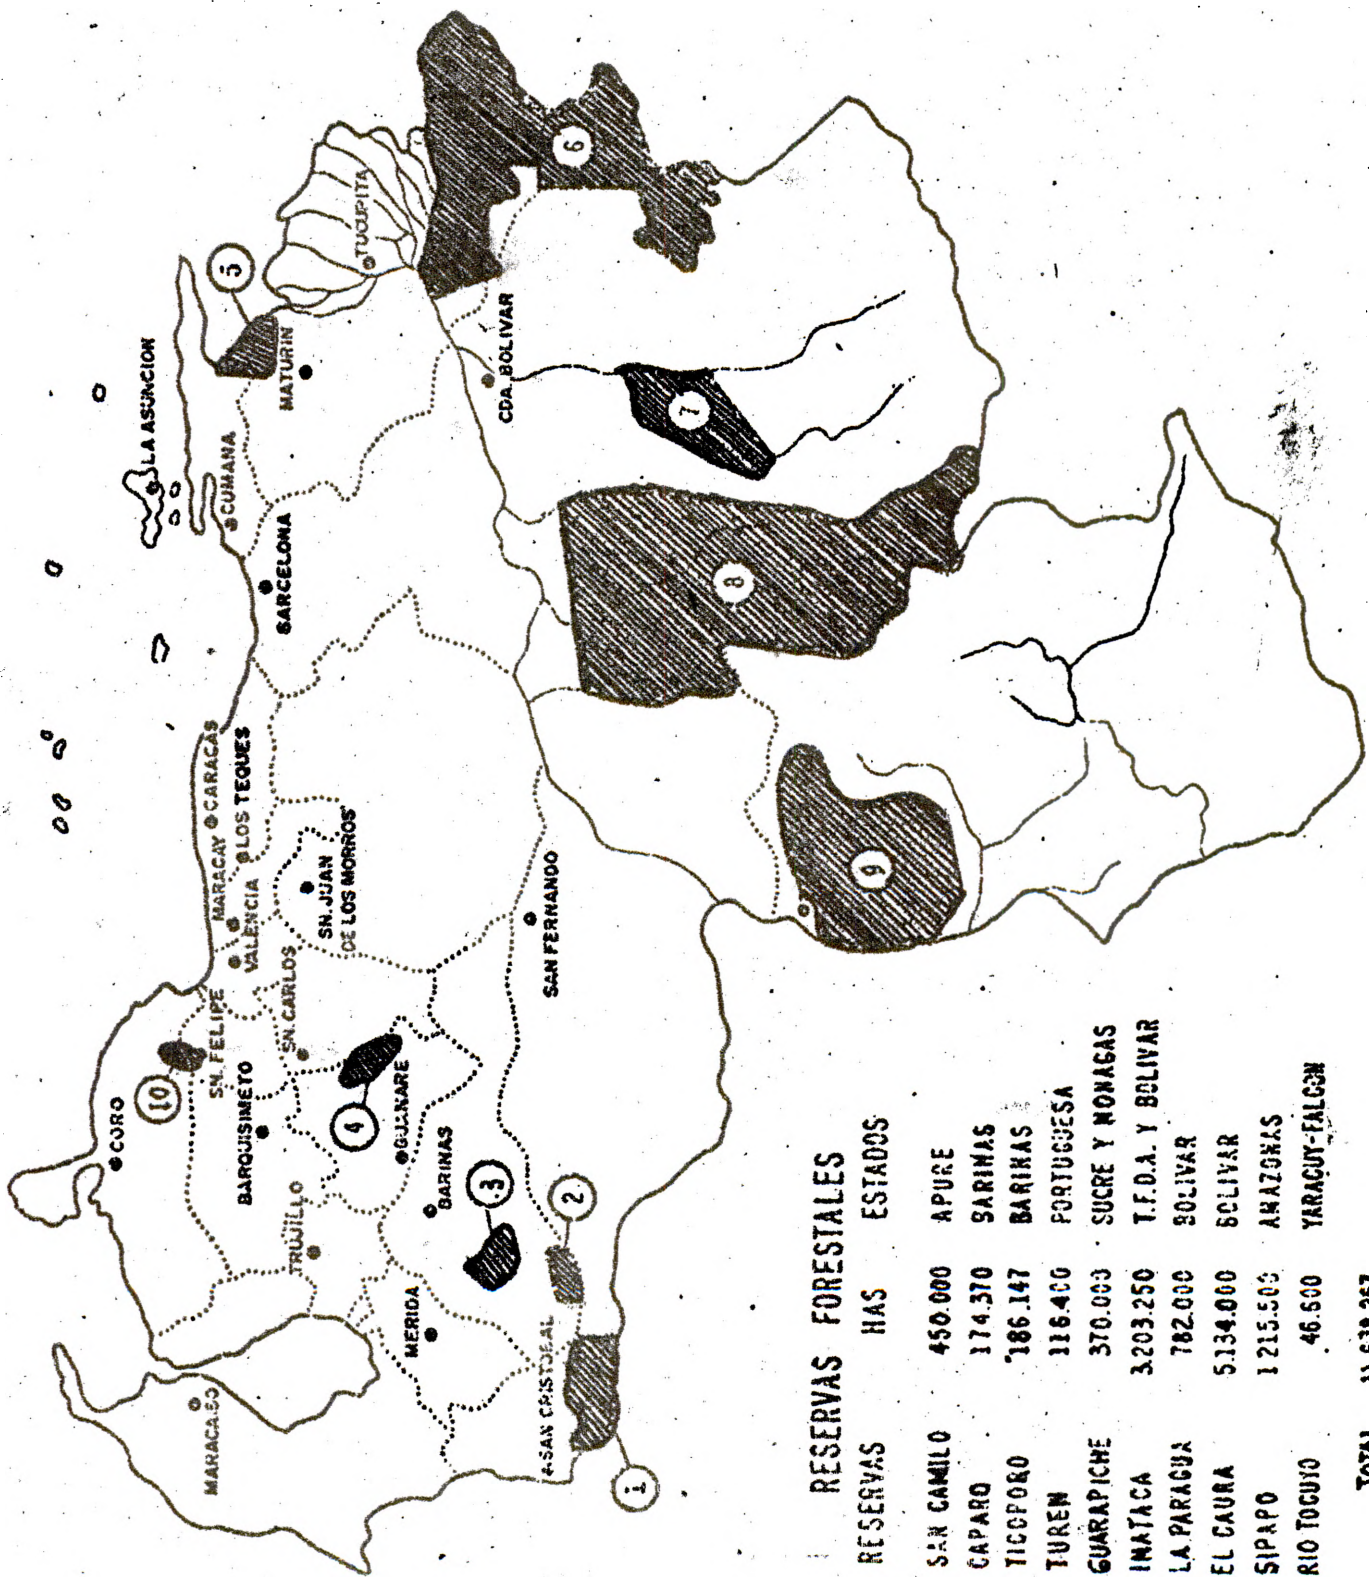 LA ASUNCION
5
CUMANA
TUCUPITA
MATURIN
BARCELONA
6
CDA. BOLIVAR
7
8
CARACAS
MARACAY
LOS TEQUES
VALENCIA
SN. JUAN
DE LOS MORROS
SAN FERNANDO
9
CORO
10
SN. FELIPE
SN. CARLOS
BARQUISIMETO
4
GUANARE
TRUJILLO
BARINAS
3
2
MERIDA
MARACAIBO
SAN CRISTOBAL
1
RESERVAS FORESTALES
RESERVAS HAS ESTADOS
SAN CAMILO 450.000 APURE
CAPARO 174.370 BARINAS
TICOPORO 186.147 BARINAS
TUREN 116.400 PORTUGUESA
GUARAPICHE 370.000 SUCRE Y MONAGAS
IMATACA 3.203.250 T.F.D.A. Y BOLIVAR
LA PARAGUA 782.000 BOLIVAR
EL CAURA 5.134.000 BOLIVAR
SIPAPO 1215.500 AMAZONAS
RIO TOCUYO 46.600 YARACUY-FALCON
TOTAL